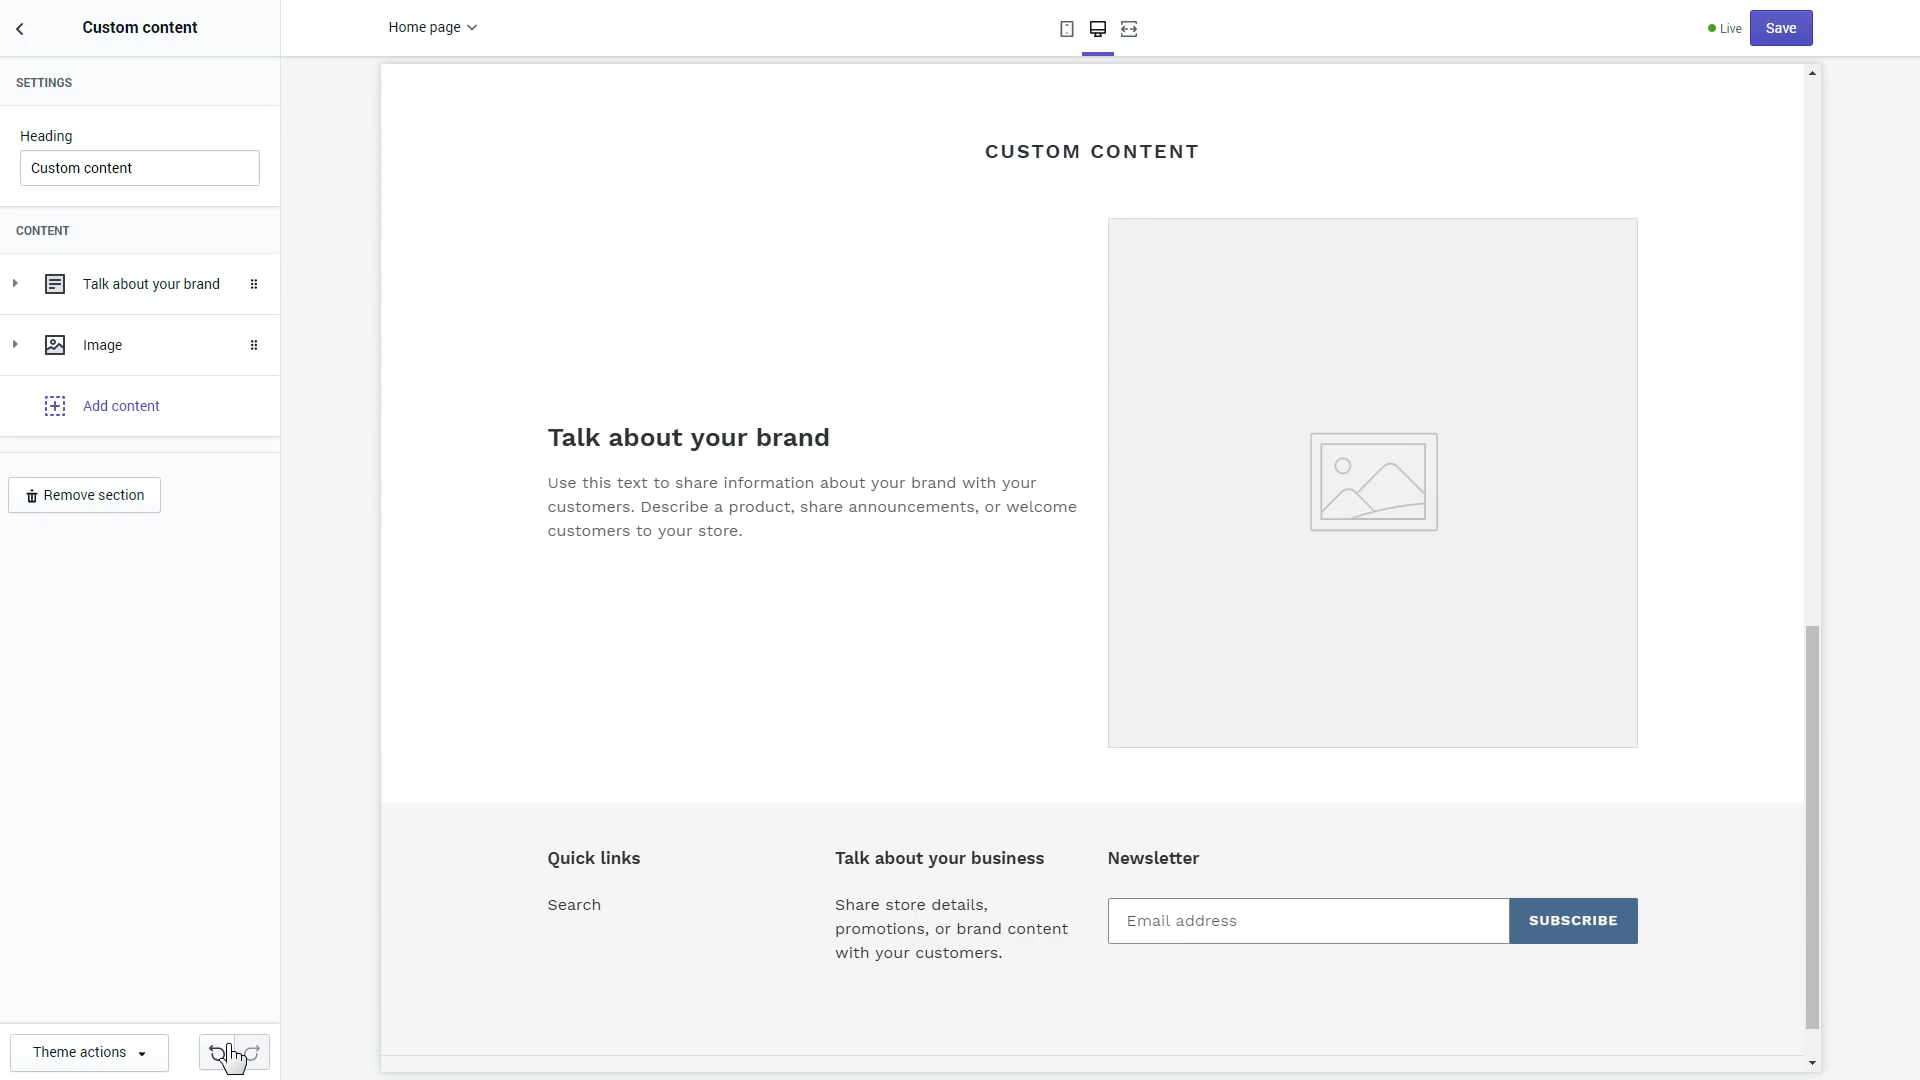 Custom content
Home page
Live
Save
SETTINGS
Heading
Custom content
CONTENT
Talk about your brand
Image
Add content
Remove section
Theme actions
CUSTOM CONTENT
Talk about your brand
Use this text to share information about your brand with your
customers. Describe a product, share announcements, or welcome
customers to your store.
Quick links
Search
Talk about your business
Share store details,
promotions, or brand content
with your customers.
Newsletter
Email address
SUBSCRIBE